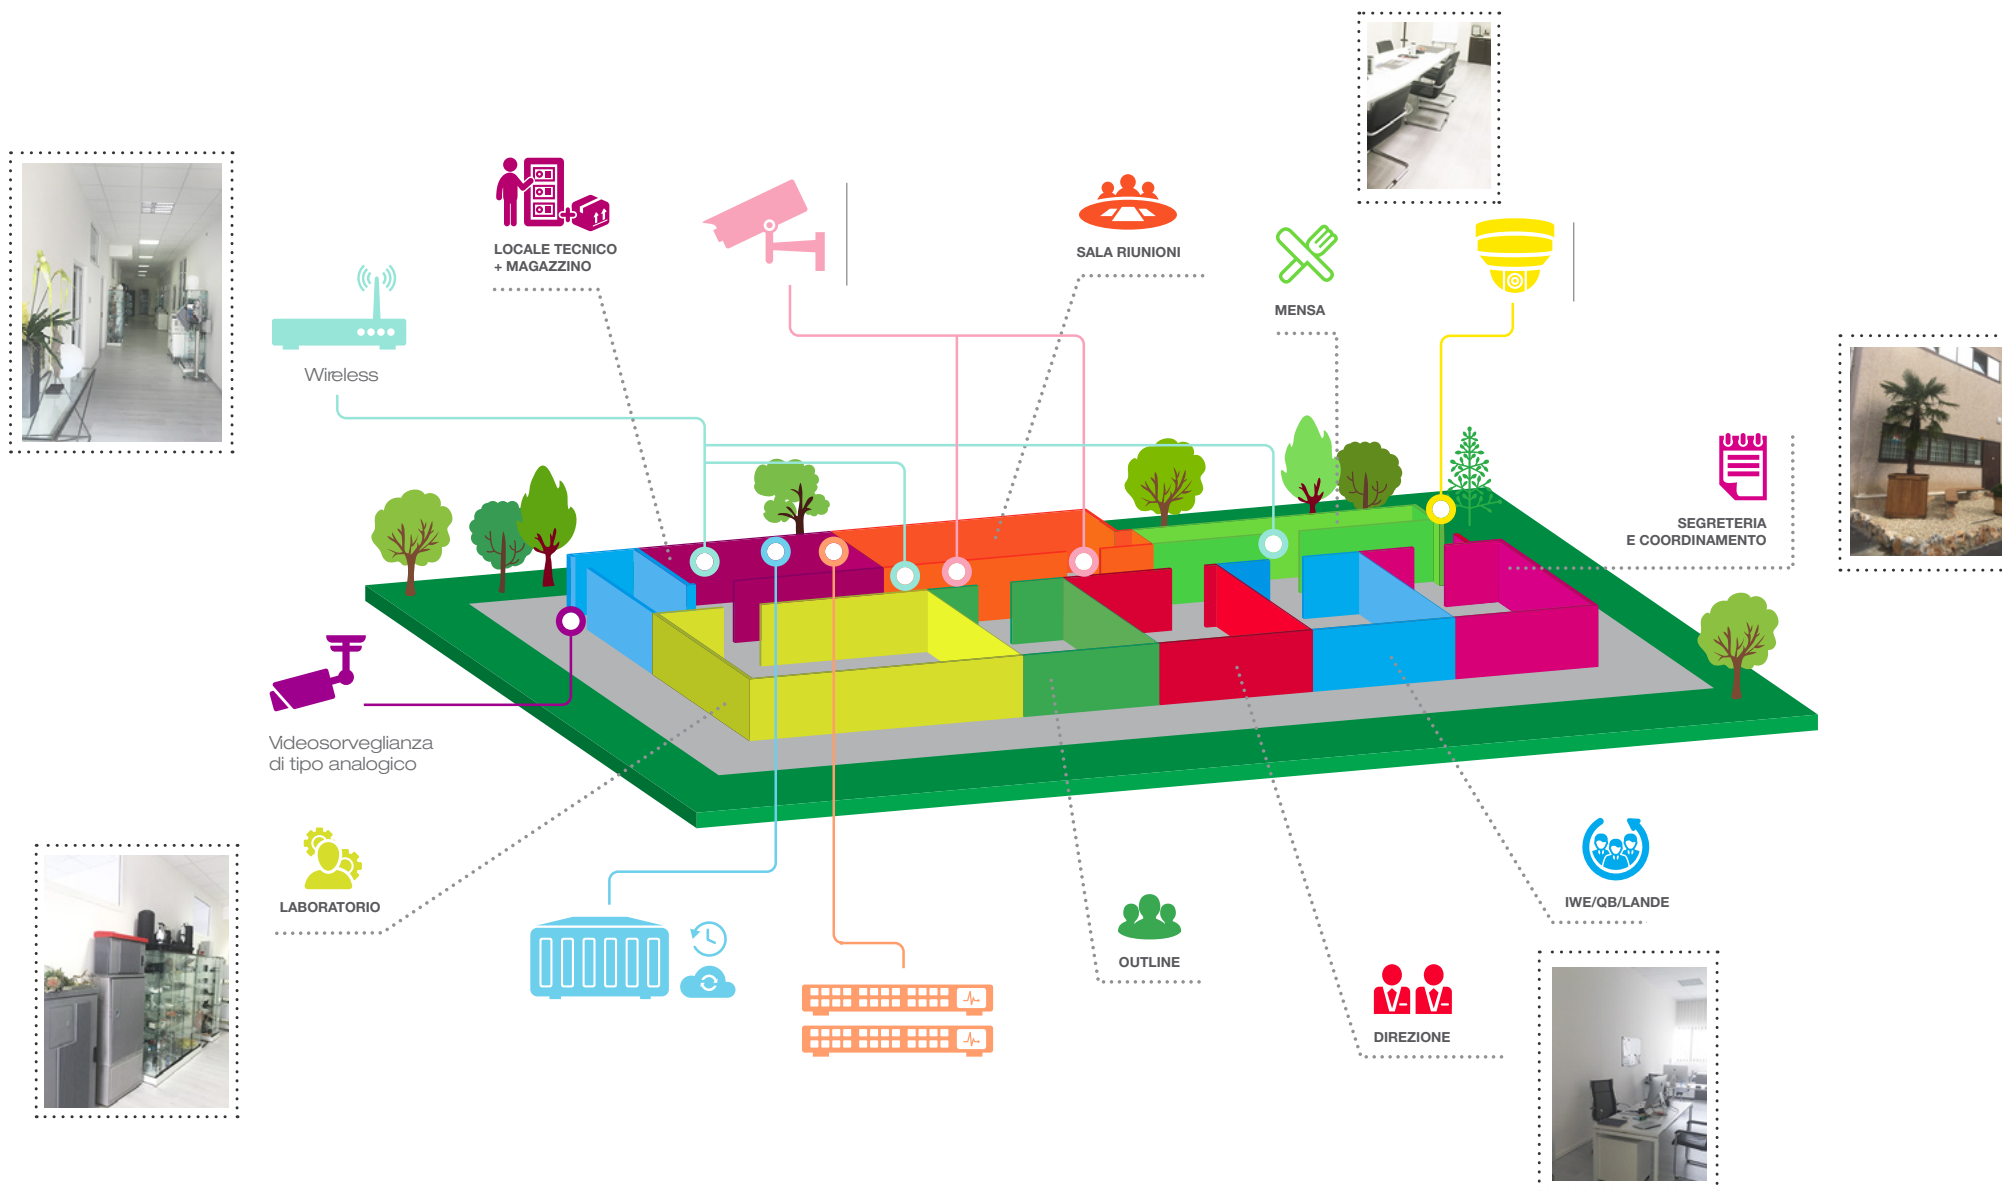 LOCALE TECNICO
+ MAGAZZINO
SALA RIUNIONI
MENSA
Wireless
SEGRETERIA
E COORDINAMENTO
Videosorveglianza
di tipo analogico
LABORATORIO
IWE/QB/LANDE
OUTLINE
DIREZIONE